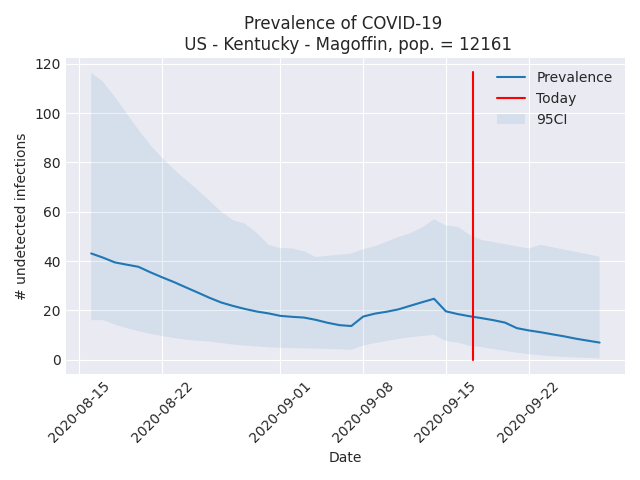 Prevalence of COVID-19
US - Kentucky - Magoffin, pop. = 12161
120
100
80
60
40
20
0
# undetected infections
Prevalence
Today
95CI
2020-08-15
2020-08-22
2020-09-01
2020-09-08
2020-09-15
2020-09-22
Date